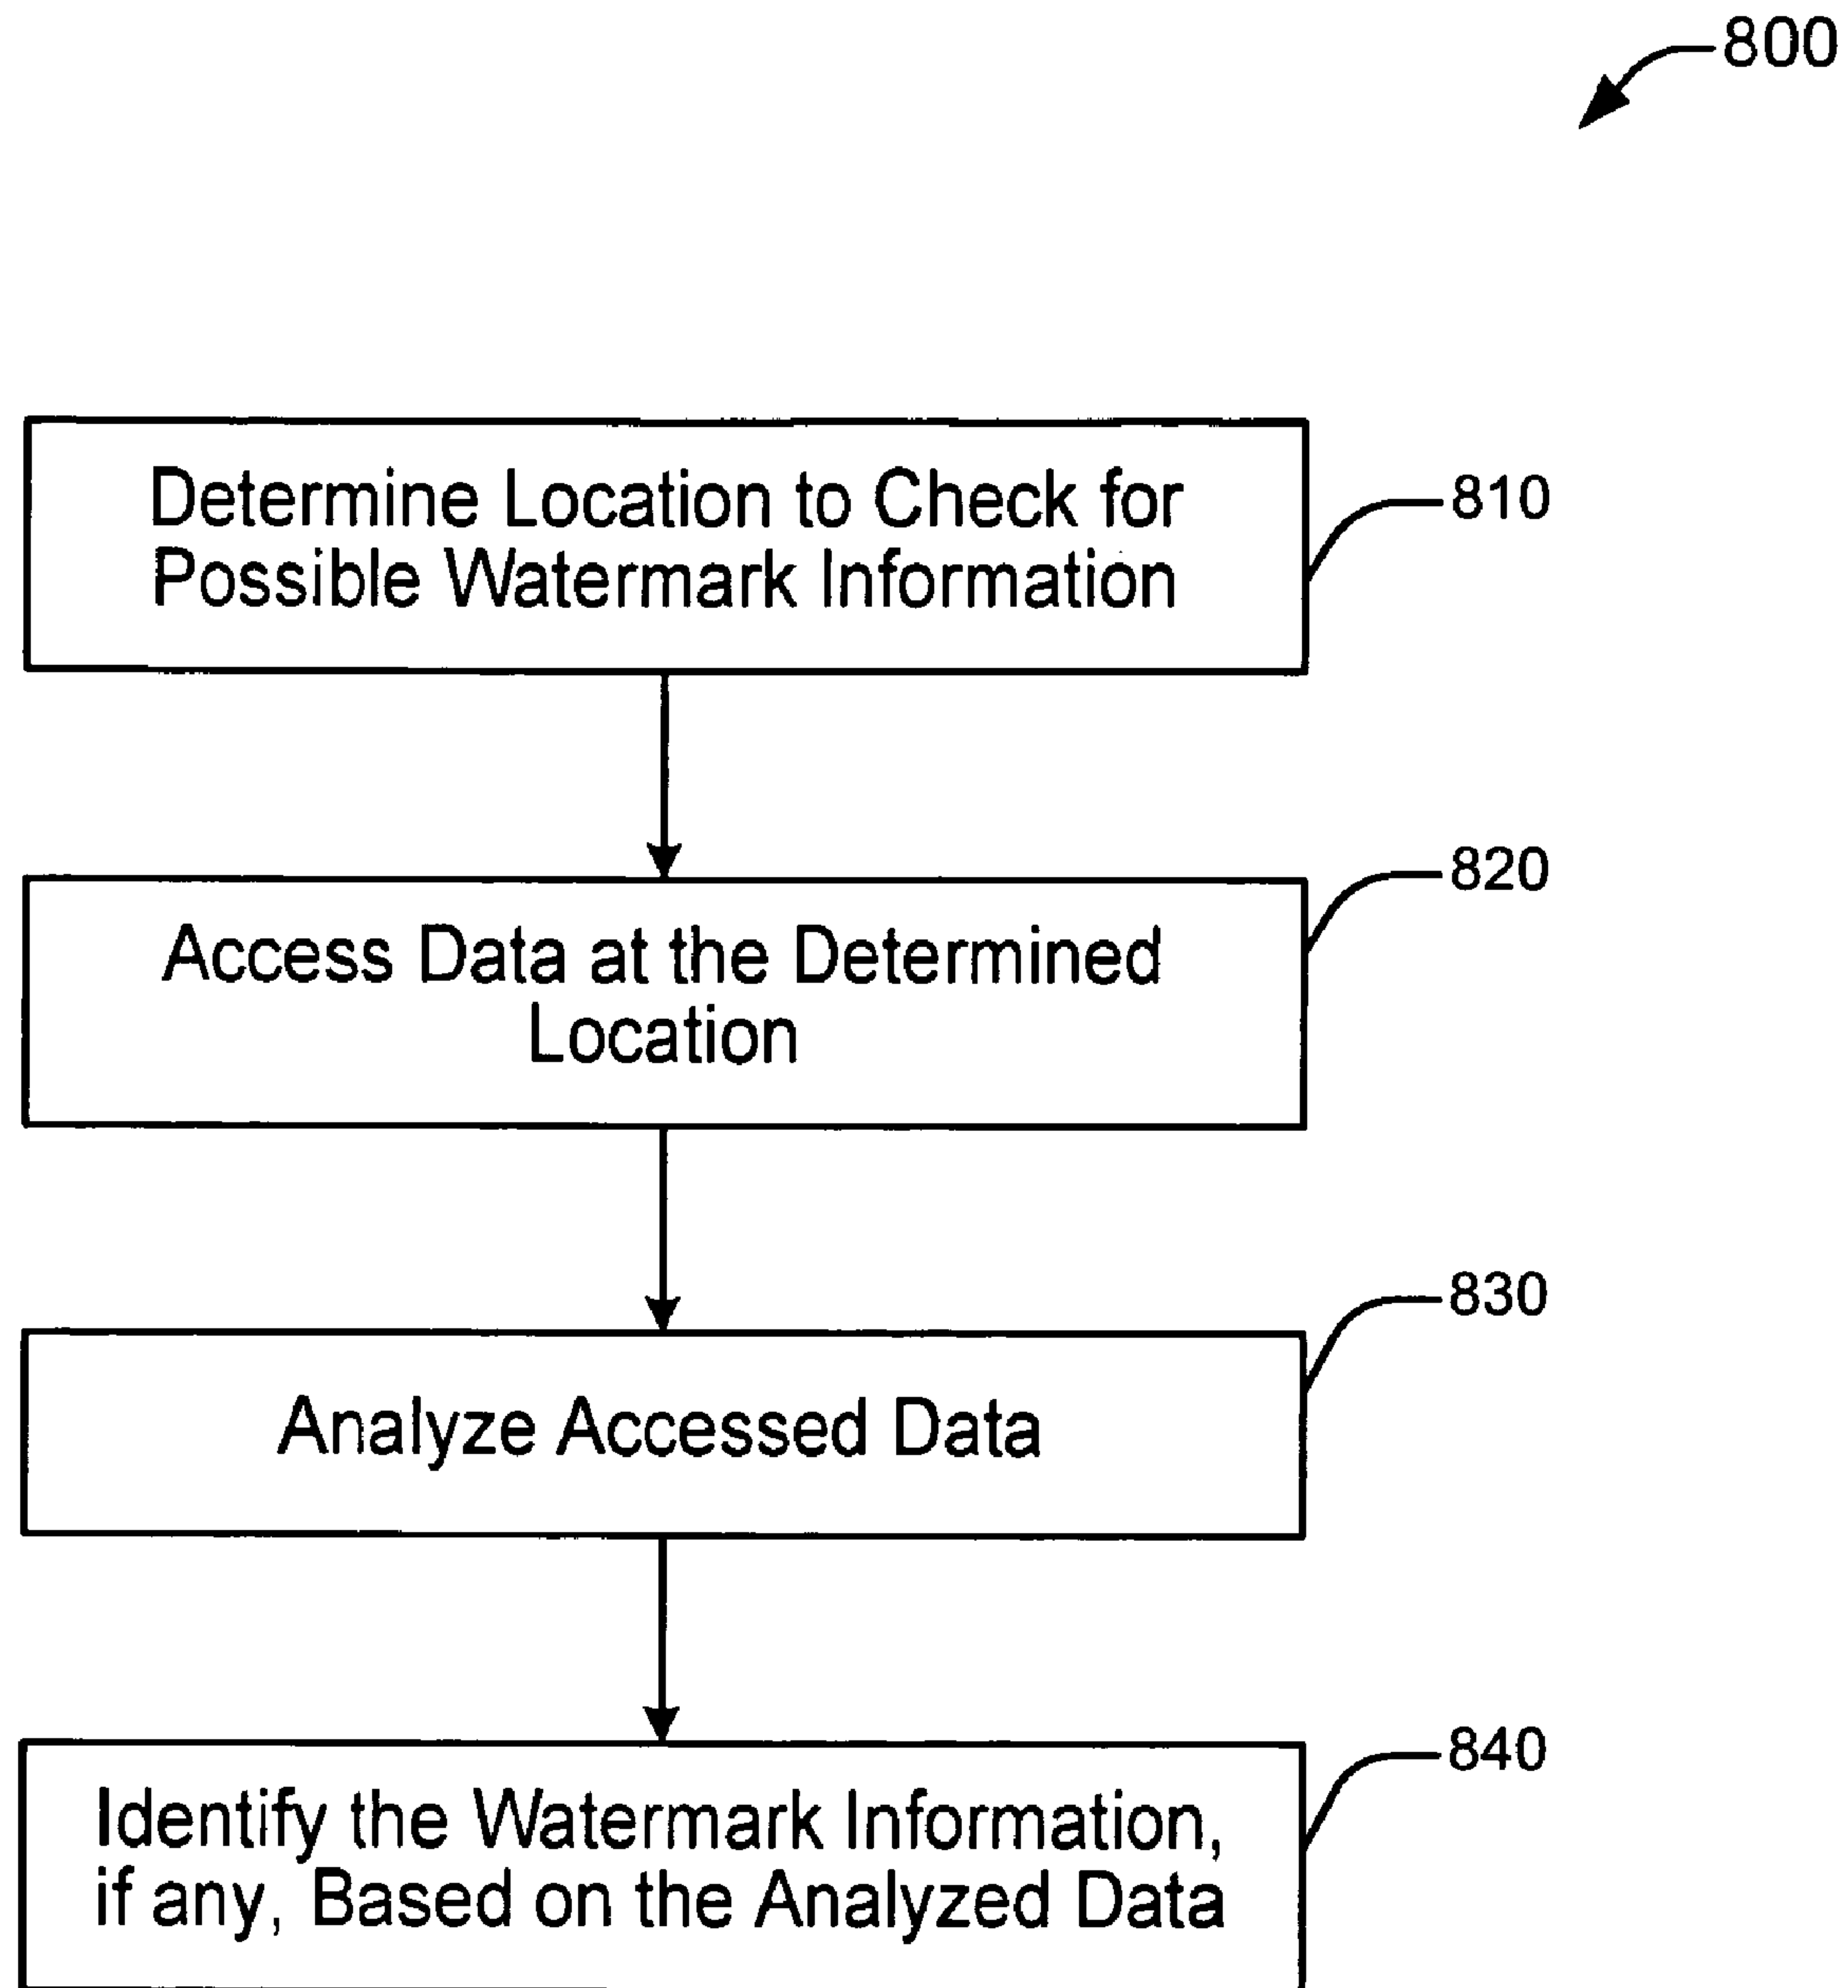 800
Determine Location to Check for
Possible Watermark Information
810
Access Data at the Determined
Location
820
Analyze Accessed Data
830
Identify the Watermark Information,
if any, Based on the Analyzed Data
840